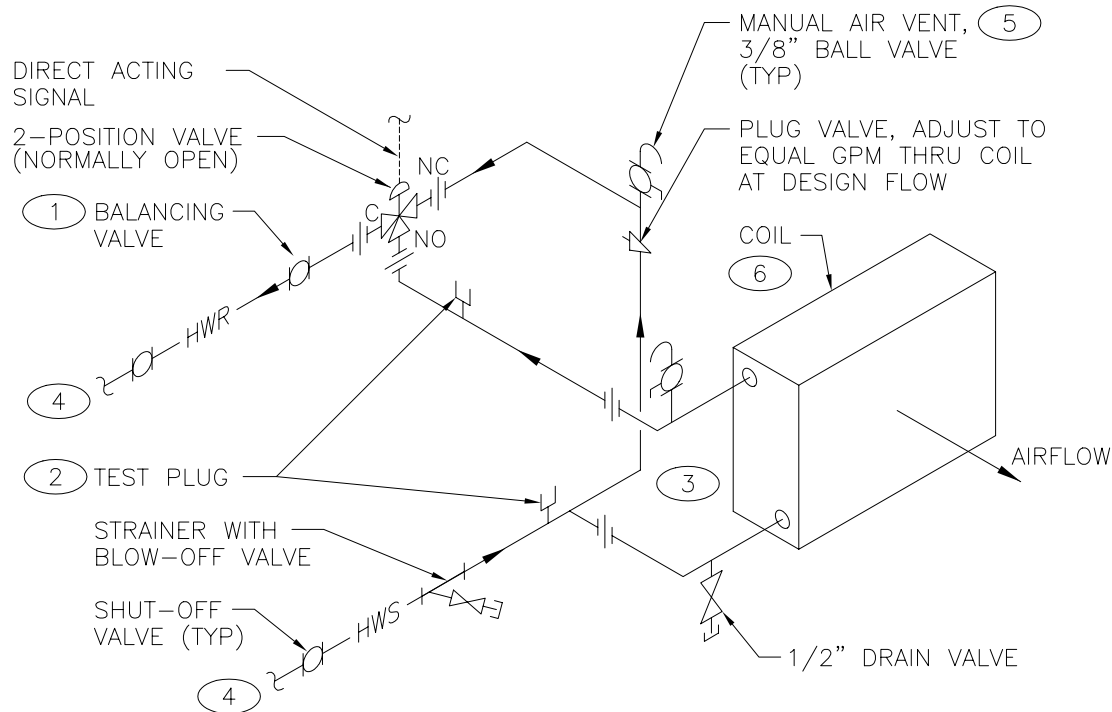 MANUAL AIR VENT, 5
3/8” BALL VALVE
(TYP)
DIRECT ACTING
SIGNAL
2-POSITION VALVE
(NORMALLY OPEN)
PLUG VALVE, ADJUST TO
EQUAL GPM THRU COIL
AT DESIGN FLOW
NC
C
NO
1 BALANCING
VALVE
COIL
6
HWR
4
AIRFLOW
2 TEST PLUG
3
STRAINER WITH
BLOW-OFF VALVE
SHUT-OFF
VALVE (TYP)
HWS
1/2” DRAIN VALVE
4